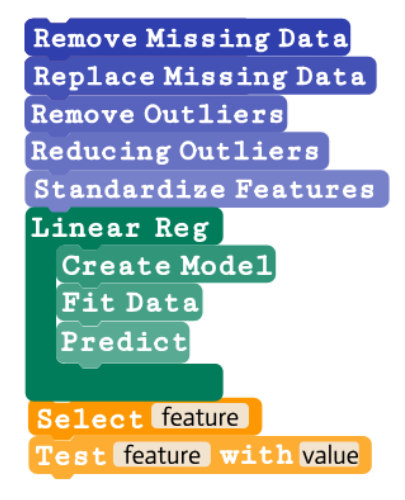 Remove Missing Data
Replace Missing Data
Remove Outliers
Reducing Outliers
Standardize Features
Linear Reg
Create Model
Fit Data
Predict
Select feature
Test feature with value